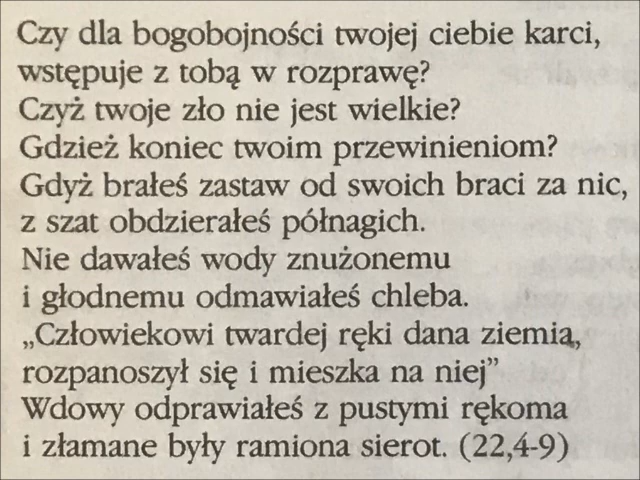 Czy dla bogobojności twojej ciebie karci,
wstępuje z tobą w rozprawę?
Czyż twoje zło nie jest wielkie?
Gdzież koniec twoim przewinieniom?
Gdyż brałeś zastaw od swoich braci za nic,
z szat obdzierałeś półnagich.
Nie dawałeś wody znużonemu
i głodnemu odmawiałeś chleba.
„Człowiekowi twardej ręki dana ziemia,
rozpanoszył się i mieszka na niej”
Wdowy odprawiałeś z pustymi rękoma
i złamane były ramiona sierot. (22,4-9)